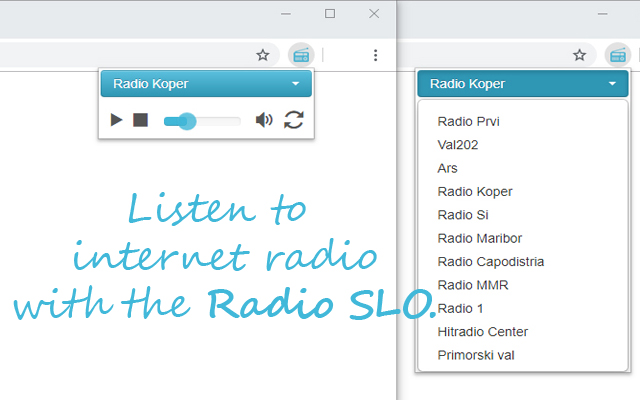 Radio Koper
Listen to
internet radio
with the Radio SLO.
Radio Koper
Radio Prvi
Val202
Ars
Radio Koper
Radio Si
Radio Maribor
Radio Capodistria
Radio MMR
Radio 1
Hitradio Center
Primorski val